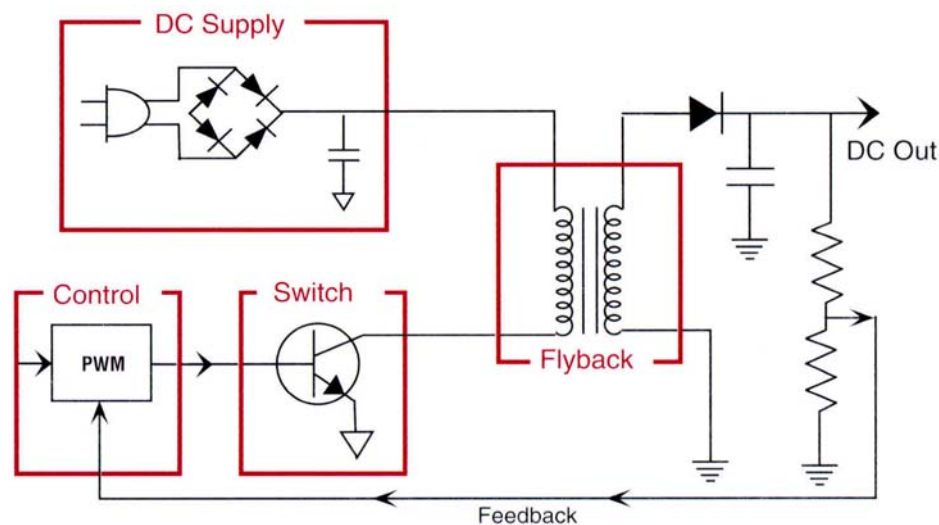 DC Supply
DC Out
Control
Switch
Flyback
PWM
Feedback